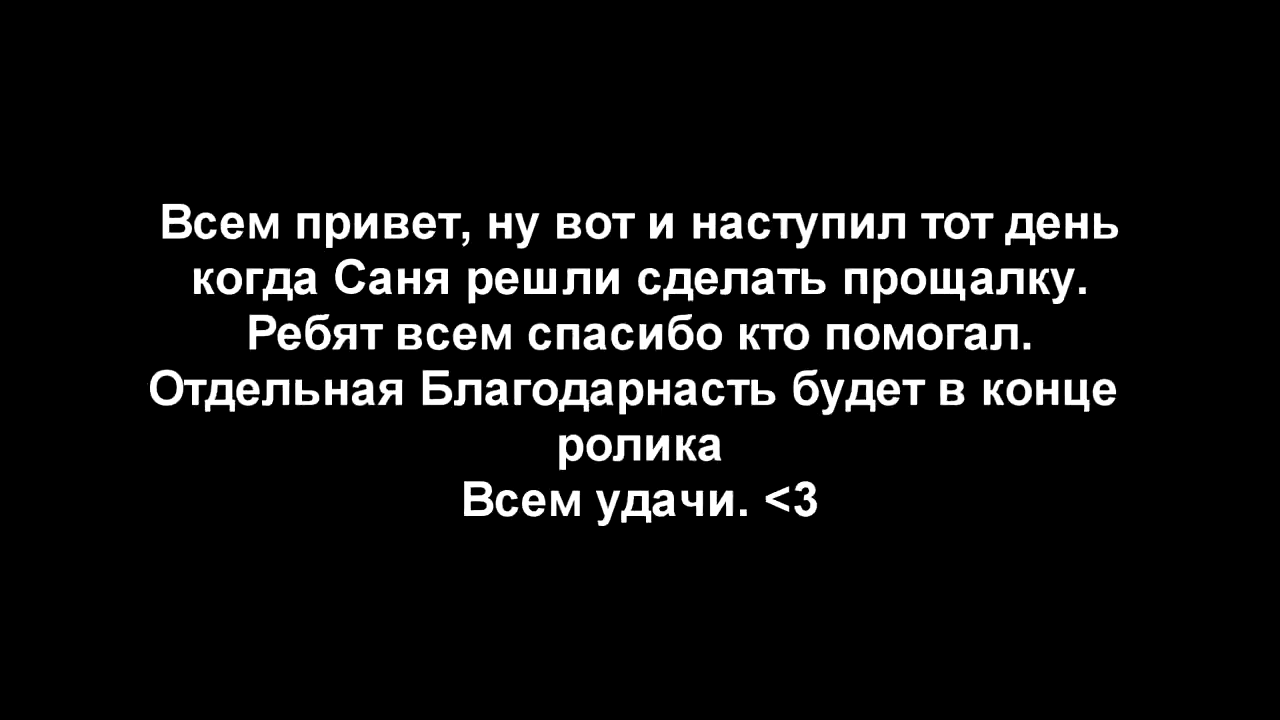 Всем привет, ну вот и наступил тот день
когда Саня решли сделать прощалку.
Ребят всем спасибо кто помогал.
Отдельная Благодарнасть будет в конце
ролика
Всем удачи. <3